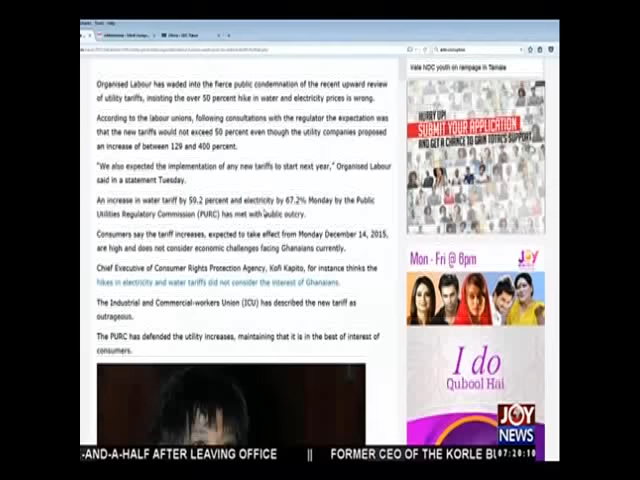 Vote NDC youth on rampage in Tamale
Organised Labour has waded into the fierce public condemnation of the recent upward review
of utility tariffs, insisting the over 50 percent hike in water and electricity prices is wrong.
According to the labour unions, following consultations with the regulator the expectation was
that the new tariffs would not exceed 50 percent even though the utility companies proposed
an increase of between 129 and 400 percent.
"We also expected the implementation of any new tariffs to start next year," Organised Labour
said in a statement Tuesday.
An increase in water tariff by 50.2 percent and electricity by 67.2% Monday by the Public
Utilities Regulatory Commission (PURC) has met with public outcry.
Consumers say the tariff increases, expected to take effect from Monday December 14, 2015,
are high and does not consider economic challenges facing Ghanaians currently.
Chief Executive of Consumer Rights Protection Agency, Kofi Kapito, for instance thinks the
hikes in electricity and water tariffs did not consider the interest of Ghanaians.
The Industrial and Commercial-workers Union (ICU) has described the new tariff as
outrageous.
The PURC has defended the utility increases, maintaining that it is in the best of interest of
consumers.
HURRY UP!
SUBMIT YOUR APPLICATION
AND GET A CHANCE TO GAIN TOTAL'S SUPPORT
Mon - Fri @ 6pm
JOY
I do
Qubool Hai
JOY
NEWS
-AND-A-HALF AFTER LEAVING OFFICE || FORMER CEO OF THE KORLE BU
07:20:10